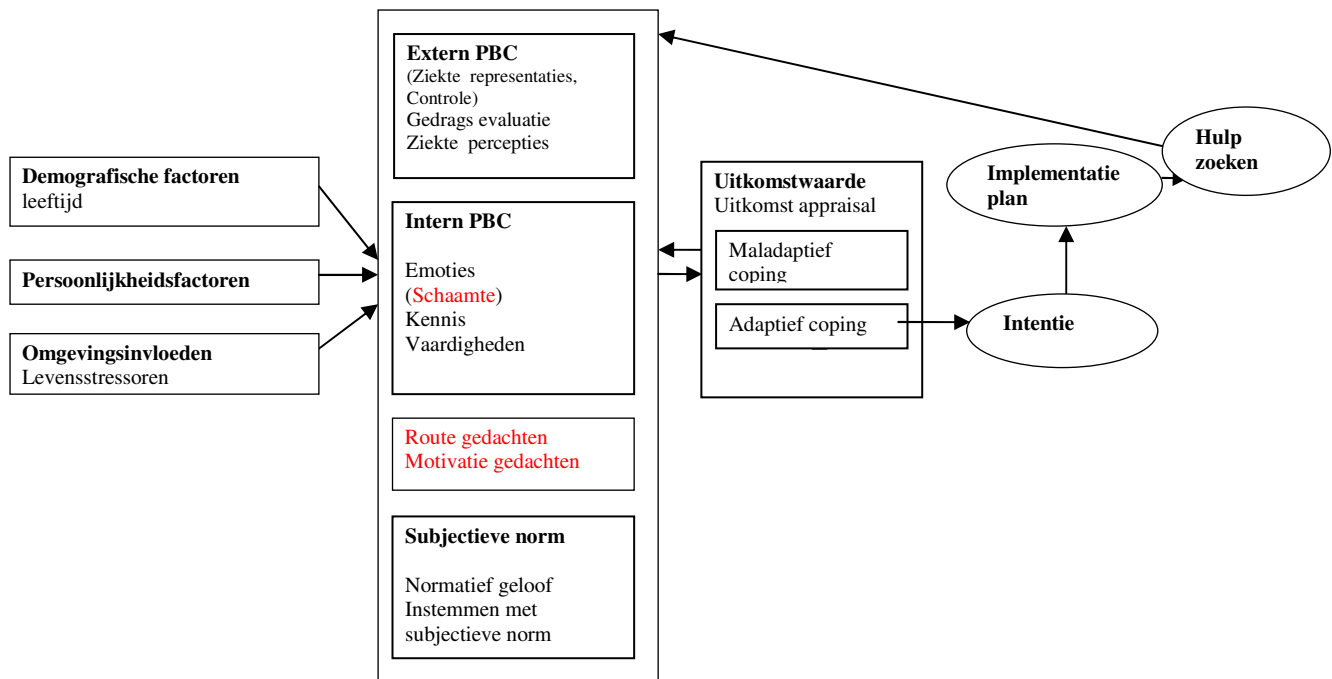 Demografische factoren
leeftijd
Persoonlijkheidsfactoren
Omgevingsinvloeden
Levensstressoren
Extern PBC
(Ziekte representaties,
Controle)
Gedrags evaluatie
Ziekte percepties
Intern PBC
Emoties
(Schaamte)
Kennis
Vaardigheden
Route gedachten
Motivatie gedachten
Subjectieve norm
Normatief geloof
Instemmen met
subjectieve norm
Uitkomstwaarde
Uitkomst appraisal
Maladaptief
coping
Adaptief coping
Intentie
Implementatie
plan
Hulp
zoeken